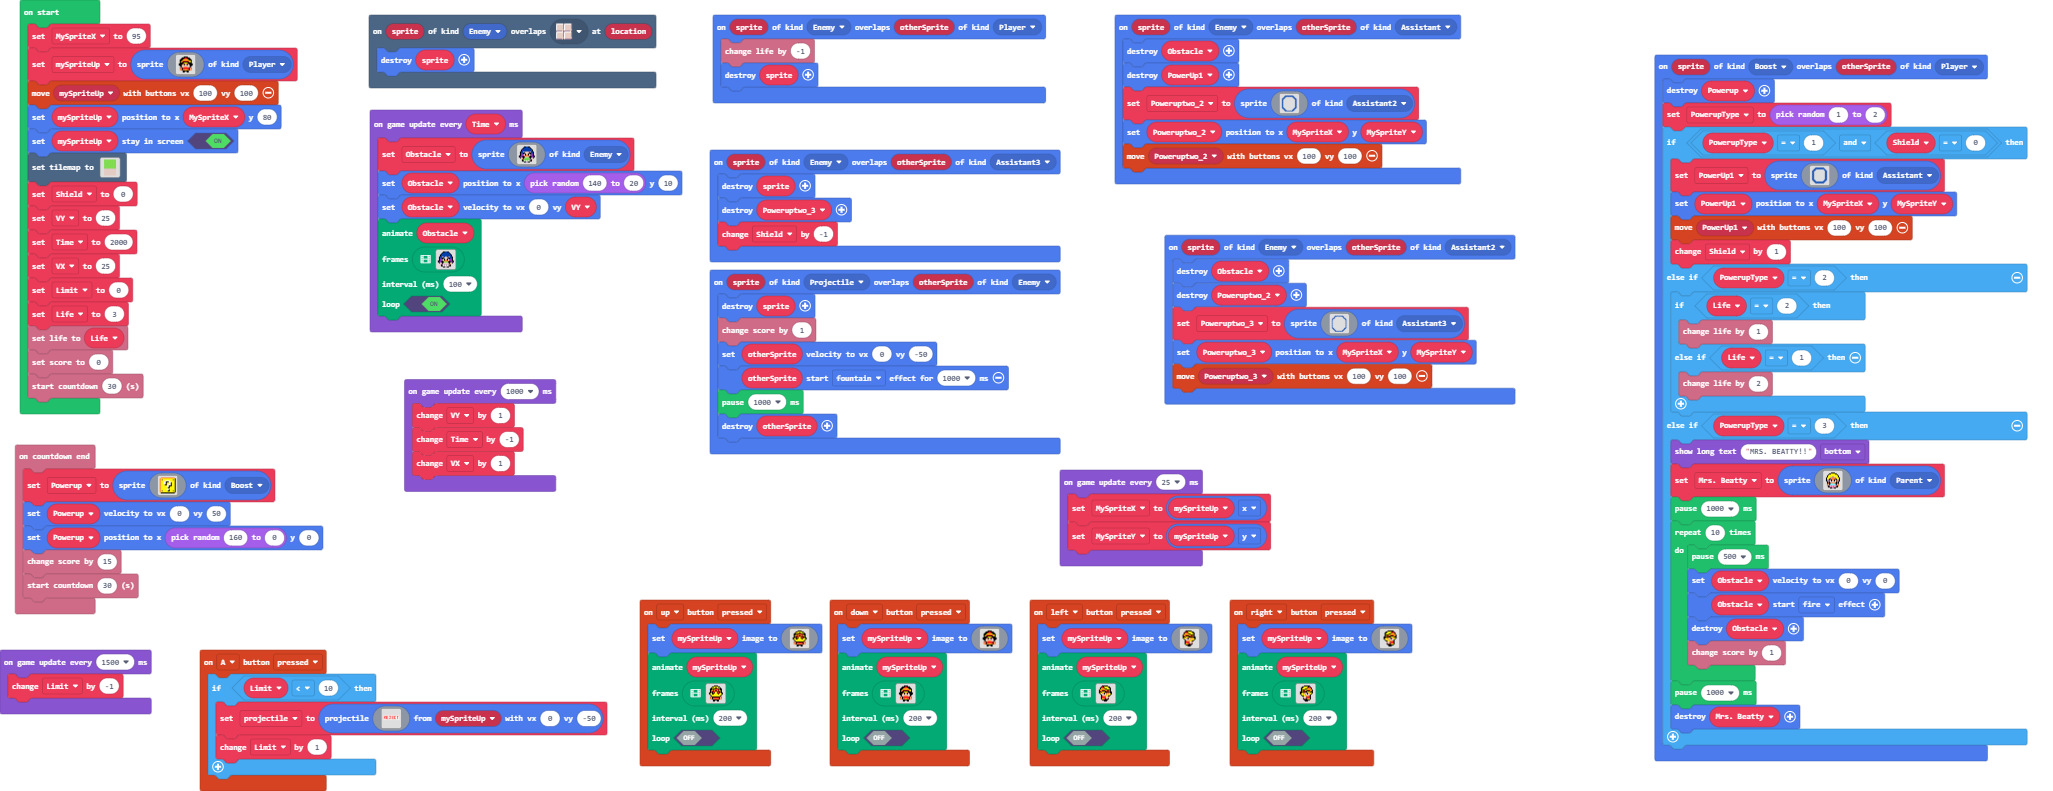 on start
set MySpriteX to 95
set mySpriteUp to sprite of kind Player
move mySpriteUp with buttons vx 100 vy 100
set mySpriteUp position to x MySpriteX y 80
set mySpriteUp stay in screen ON
set tilemap to
set Shield to 0
set VY to 25
set Time to 2000
set VX to 25
set Limit to 0
set Life to 3
set life to Life
set score to 0
start countdown 30 (s)
on countdown end
set Powerup to sprite of kind Boost
set Powerup velocity to vx 0 vy 50
set Powerup position to x pick random 160 to 0 y 0
change score by 15
start countdown 30 (s)
on game update every 1500 ms
change Limit by -1
on A button pressed
if Limit < 10 then
set projectile to projectile from mySpriteUp with vx 0 vy -50
change Limit by 1
on sprite of kind Enemy overlaps at location
destroy sprite
on game update every Time ms
set Obstacle to sprite of kind Enemy
set Obstacle position to x pick random 140 to 20 y 10
set Obstacle velocity to vx 0 vy VY
animate Obstacle
frames
interval (ms) 100
loop ON
on game update every 1000 ms
change VY by 1
change Time by -1
change VX by 1
on sprite of kind Enemy overlaps otherSprite of kind Player
change life by -1
destroy sprite
on sprite of kind Enemy overlaps otherSprite of kind Assistant3
destroy sprite
destroy Poweruptwo_3
change Shield by -1
on sprite of kind Projectile overlaps otherSprite of kind Enemy
destroy sprite
change score by 1
set otherSprite velocity to vx 0 vy -50
otherSprite start fountain effect for 1000 ms
pause 1000 ms
destroy otherSprite
on sprite of kind Enemy overlaps otherSprite of kind Assistant
destroy Obstacle
destroy PowerUp1
set Poweruptwo_2 to sprite of kind Assistant2
set Poweruptwo_2 position to x MySpriteX y MySpriteY
move Poweruptwo_2 with buttons vx 100 vy 100
on sprite of kind Enemy overlaps otherSprite of kind Assistant2
destroy Obstacle
destroy Poweruptwo_2
set Poweruptwo_3 to sprite of kind Assistant3
set Poweruptwo_3 position to x MySpriteX y MySpriteY
move Poweruptwo_3 with buttons vx 100 vy 100
on game update every 25 ms
set MySpriteX to mySpriteUp x
set MySpriteY to mySpriteUp y
on up button pressed
set mySpriteUp image to
animate mySpriteUp
frames
interval (ms) 200
loop OFF
on down button pressed
set mySpriteUp image to
animate mySpriteUp
frames
interval (ms) 200
loop OFF
on left button pressed
set mySpriteUp image to
animate mySpriteUp
frames
interval (ms) 200
loop OFF
on right button pressed
set mySpriteUp image to
animate mySpriteUp
frames
interval (ms) 200
loop OFF
on sprite of kind Boost overlaps otherSprite of kind Player
destroy Powerup
set PowerupType to pick random 1 to 2
if PowerupType = 1 and Shield = 0 then
set PowerUp1 to sprite of kind Assistant
set PowerUp1 position to x MySpriteX y MySpriteY
move PowerUp1 with buttons vx 100 vy 100
change Shield by 1
else if PowerupType = 2 then
if Life = 2 then
change life by 1
else if Life = 1 then
change life by 2
else if PowerupType = 3 then
show long text "MRS. BEATTY!!" bottom
set Mrs. Beatty to sprite of kind Parent
pause 1000 ms
repeat 10 times
do pause 500 ms
set Obstacle velocity to vx 0 vy 0
Obstacle start fire effect
destroy Obstacle
change score by 1
pause 1000 ms
destroy Mrs. Beatty